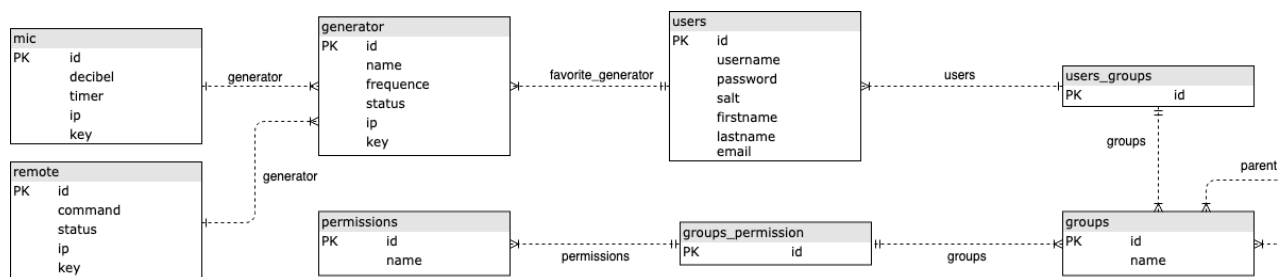 mic
PK id
decibel
timer
ip
key
generator
generator
PK id
name
frequence
status
ip
key
favorite_generator
users
PK id
username
password
salt
firstname
lastname
email
users
users_groups
PK id
groups
parent
remote
PK id
command
status
ip
key
generator
permissions
PK id
name
permissions
groups_permission
PK id
groups
groups
PK id
name